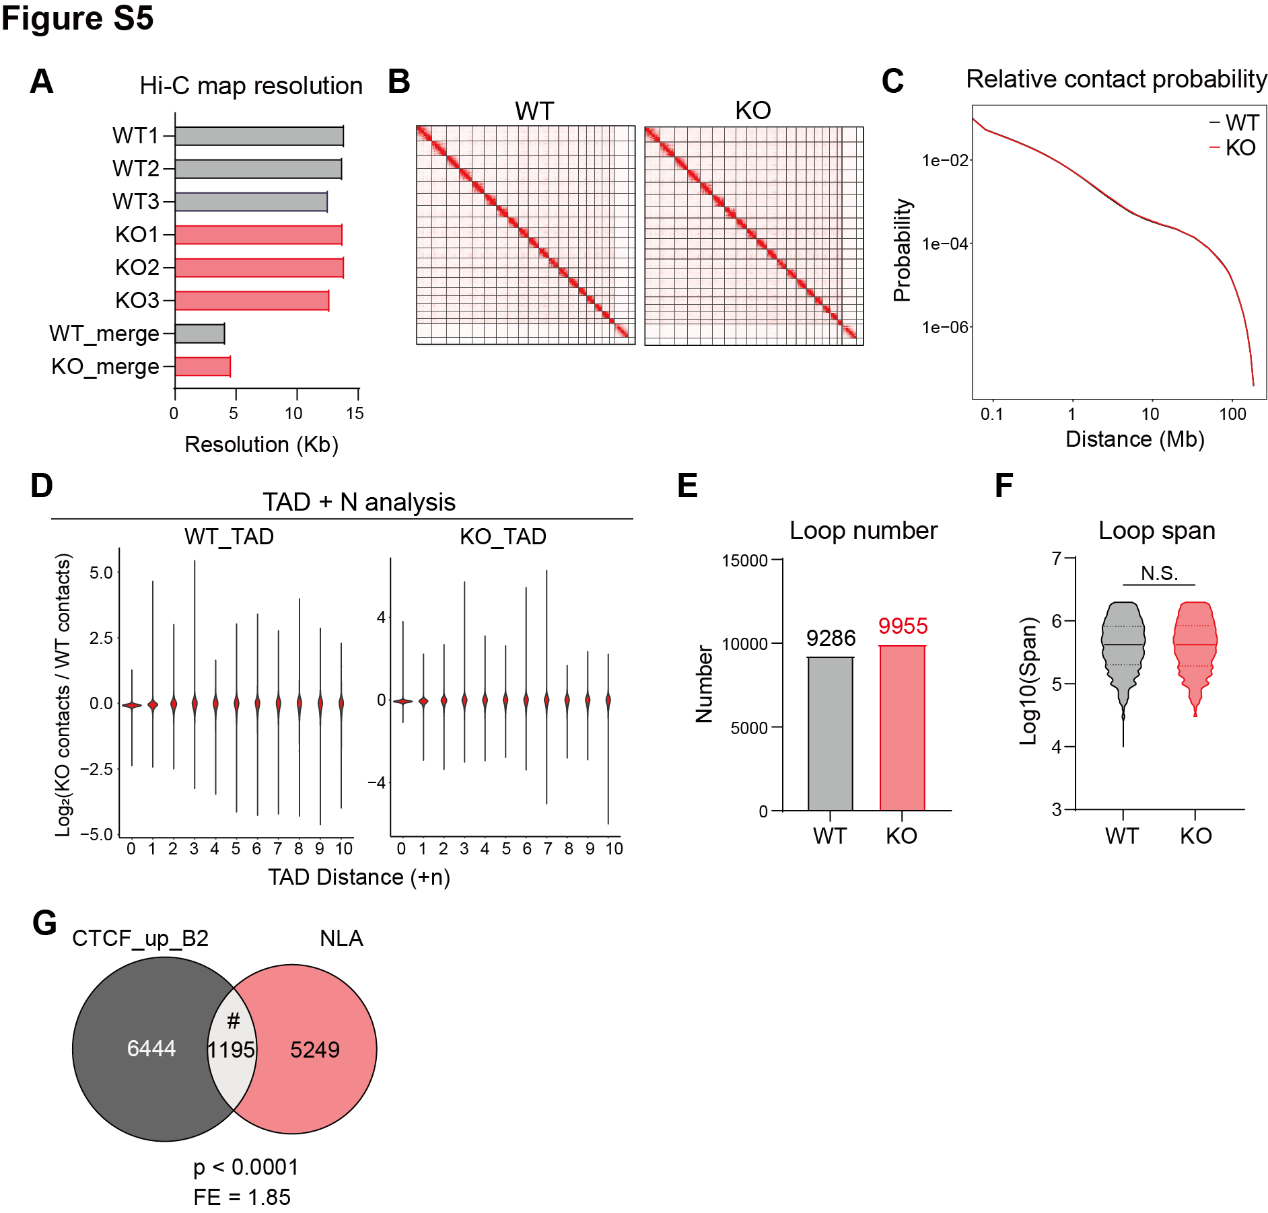 Figure S5
A
Hi-C map resolution
WT1
WT2
WT3
KO1
KO2
KO3
WT_merge
KO_merge
0 5 10 15
Resolution (Kb)
B
WT KO
C
Relative contact probability
WT
KO
1e−02
1e−04
1e−06
Probability
0.1 1 10 100
Distance (Mb)
D
TAD + N analysis
WT_TAD KO_TAD
Log₂(KO contacts / WT contacts)
5.0
2.5
0.0
−2.5
−5.0
4
0
−4
0 1 2 3 4 5 6 7 8 9 10
0 1 2 3 4 5 6 7 8 9 10
TAD Distance (+n)
E
Loop number
Number
15000
10000
5000
0
9286
9955
WT KO
F
Loop span
N.S.
Log10(Span)
7
6
5
4
3
WT KO
G
CTCF_up_B2 NLA
#
6444 1195 5249
p < 0.0001
FE = 1.85